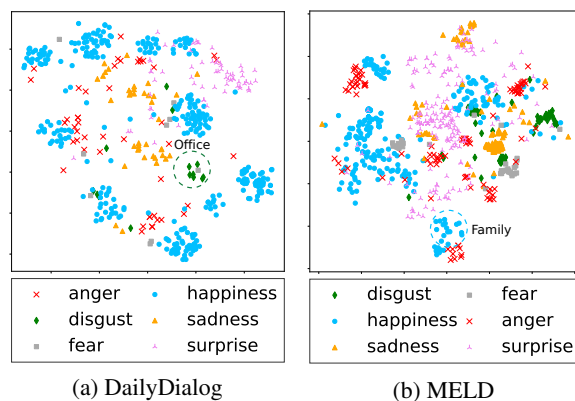 Office
Family
anger happiness
disgust sadness
fear surprise
disgust fear
happiness anger
sadness surprise
(a) DailyDialog
(b) MELD